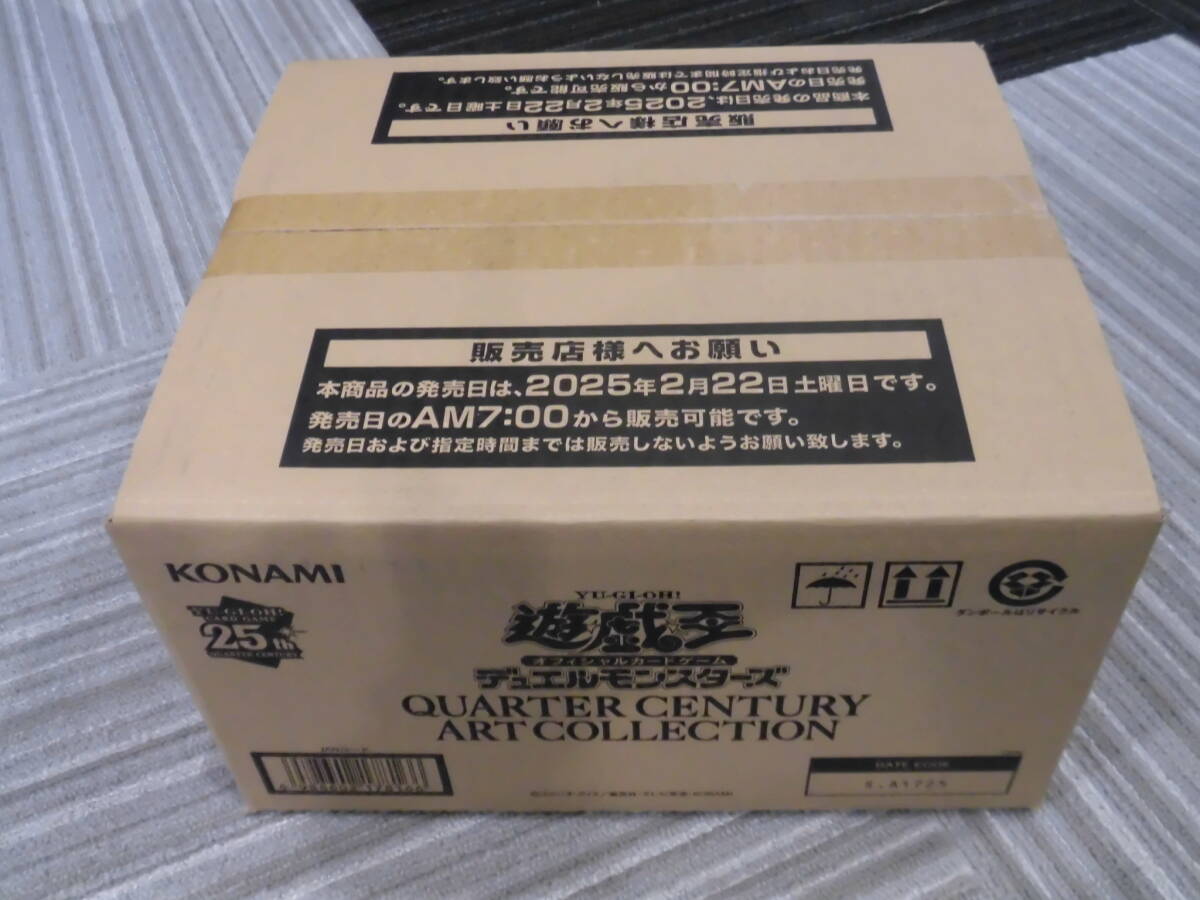 販売店様へお願い
本商品の発売日は、2025年2月22日土曜日です。
発売日のAM7:00から販売可能です。
発売日および指定時間までは販売しないようお願い致します。
販売店様へお願い
本商品の発売日は、2025年2月22日土曜日です。
発売日のAM7:00から販売可能です。
発売日および指定時間までは販売しないようお願い致します。
KONAMI
YU-GI-OH!
CARD GAME
25th
QUARTER CENTURY
YU-GI-OH!
遊☆戯☆王
オフィシャルカードゲーム
デュエルモンスターズ
QUARTER CENTURY
ART COLLECTION
ダンボールはリサイクル
JANコード
DATE CODE